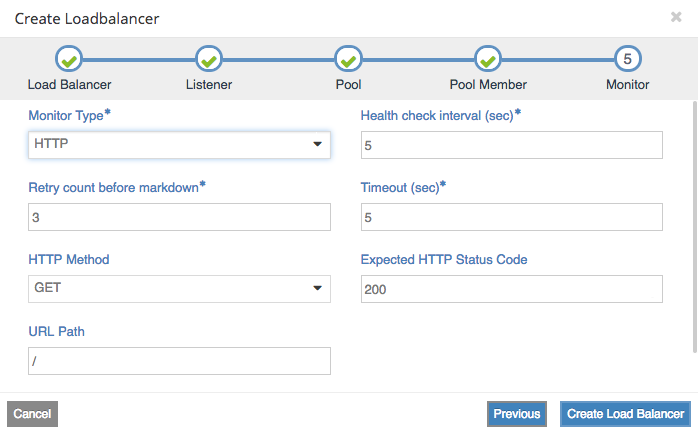 Create Loadbalancer
Load Balancer Listener Pool Pool Member 5 Monitor
Monitor Type* Health check interval (sec)*
HTTP 5
Retry count before markdown* Timeout (sec)*
3 5
HTTP Method Expected HTTP Status Code
GET 200
URL Path
/
Cancel Previous Create Load Balancer